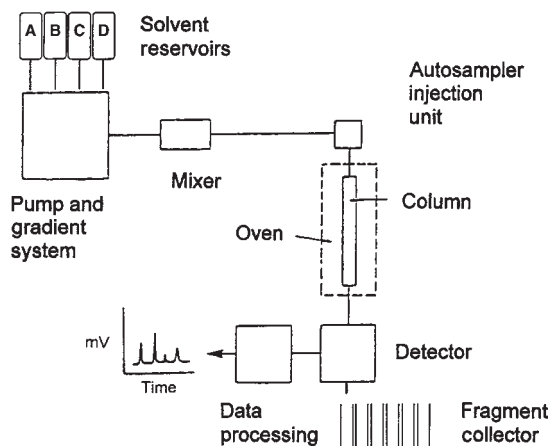 A B C D
Solvent
reservoirs
Autosampler
injection
unit
Mixer
Pump and
gradient
system
Column
Oven
mV
Time
Detector
Data
processing
Fragment
collector